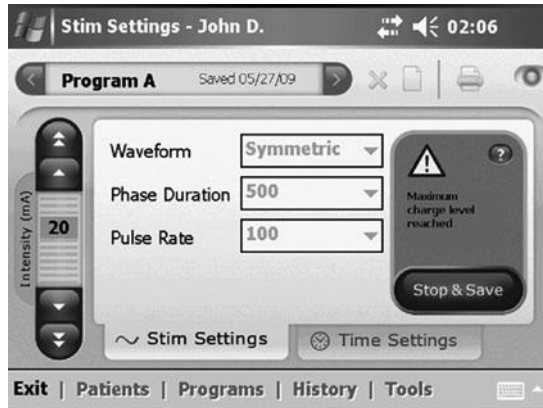 Stim Settings - John D. 02:06
Program A Saved 05/27/09
Waveform Symmetric
Phase Duration 500
Pulse Rate 100
Intensity (mA)
20
?
Maximum
charge level
reached
Stop & Save
Stim Settings Time Settings
Exit | Patients | Programs | History | Tools